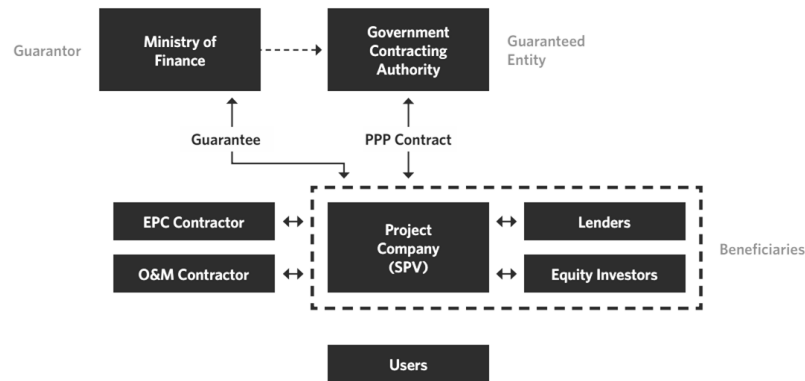 Guarantor
Ministry of
Finance
Government
Contracting
Authority
Guaranteed
Entity
Guarantee
PPP Contract
EPC Contractor
O&M Contractor
Project
Company
(SPV)
Lenders
Equity Investors
Beneficiaries
Users